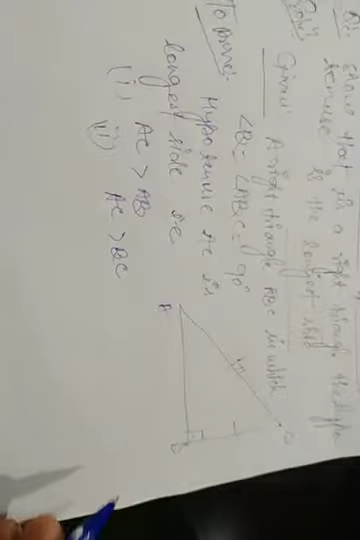 Q. Show that in a right triangle the hypo
tenuse is the longest side
Soln
Given: A right triangle ABC in which
∠B = ∠ABC = 90°
To prove:- Hypotenuse AC is
longest side i.e
(i) AC > AB
(ii) AC > BC
A
B